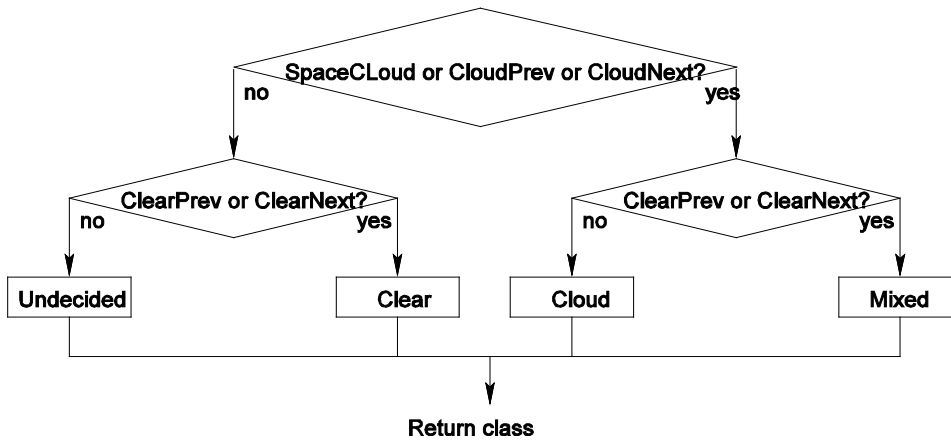 SpaceCLoud or CloudPrev or CloudNext?
no
yes
ClearPrev or ClearNext?
ClearPrev or ClearNext?
no
yes
no
yes
Undecided
Clear
Cloud
Mixed
Return class